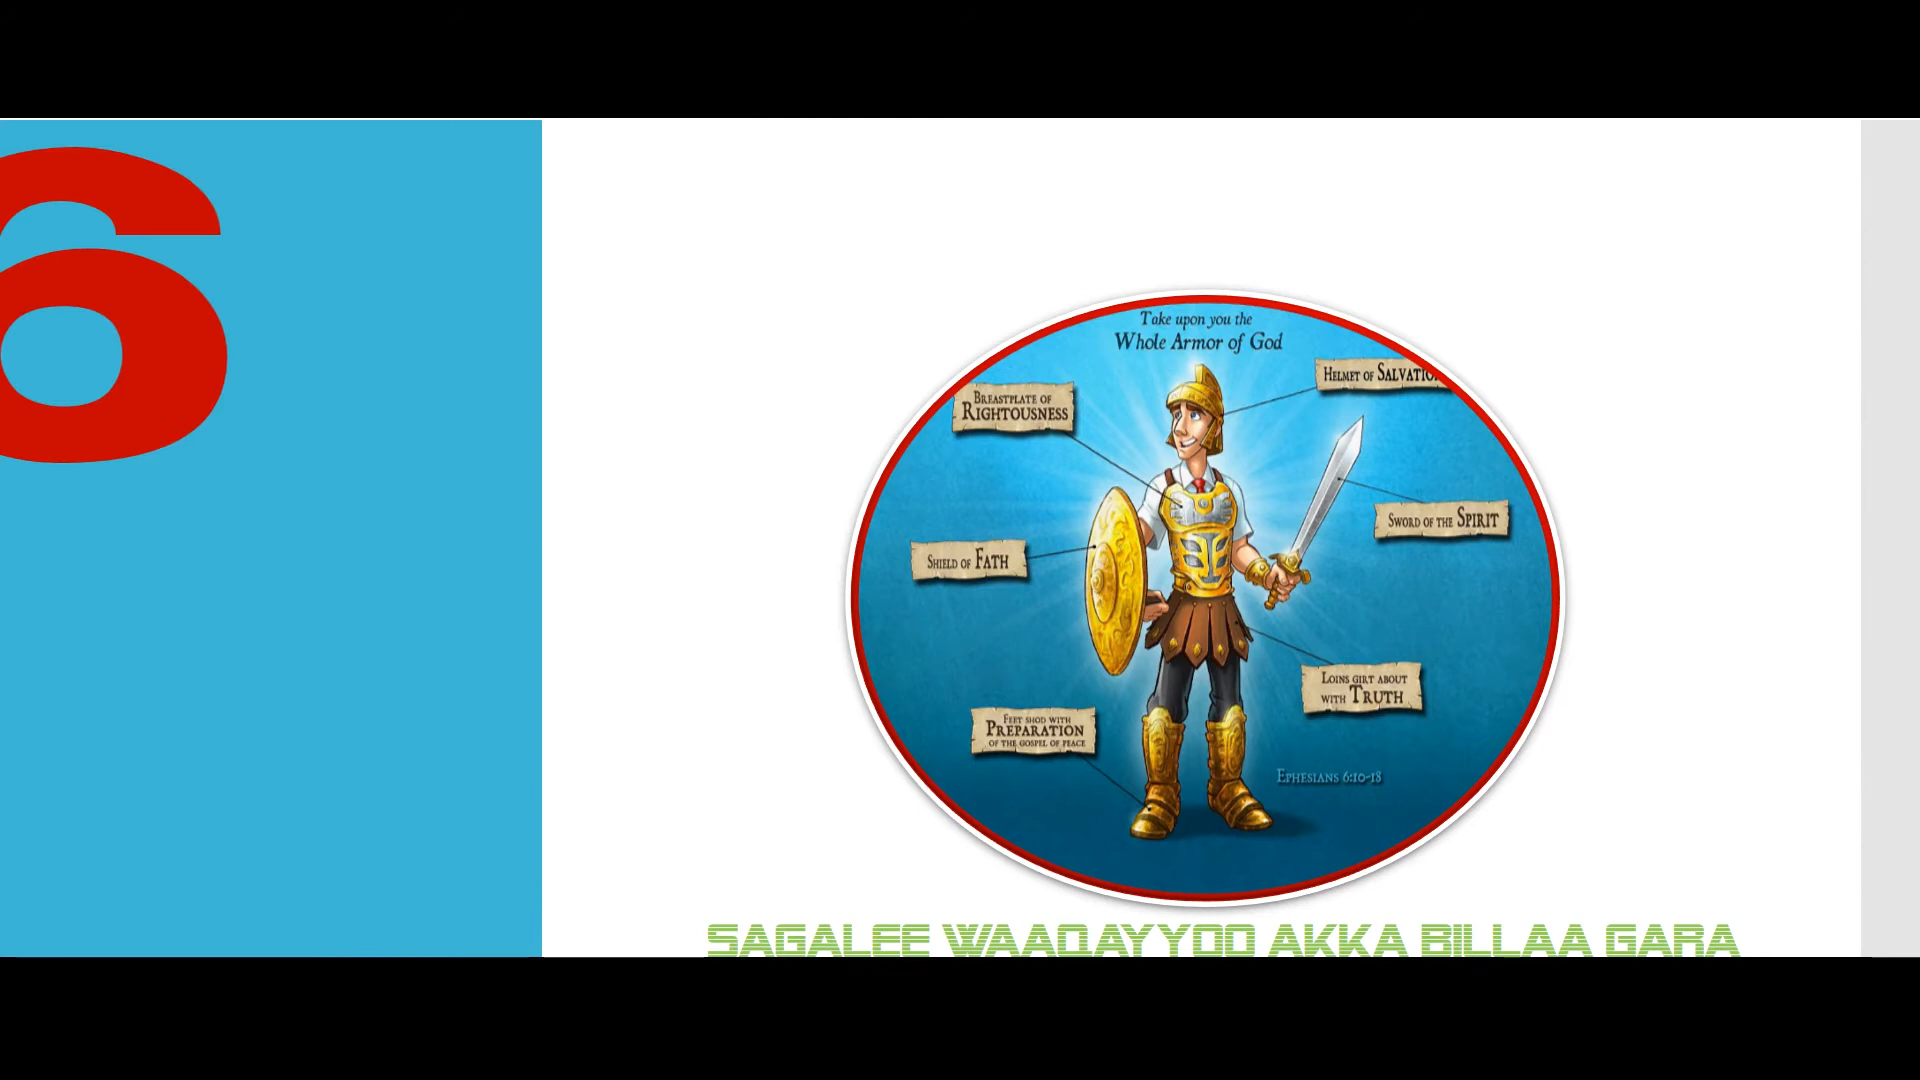 6
Take upon you the
Whole Armor of God
HELMET OF SALVATIO
BREASTPLATE OF
RIGHTOUSNESS
SWORD OF THE SPIRIT
SHIELD OF FATH
LOINS GIRT ABOUT
WITH TRUTH
FEET SHOD WITH
PREPARATION
OF THE GOSPEL OF PEACE
EPHESIANS 6:10-18
SAGALEE WAAQAYYOO AKKA BILLAA GARA